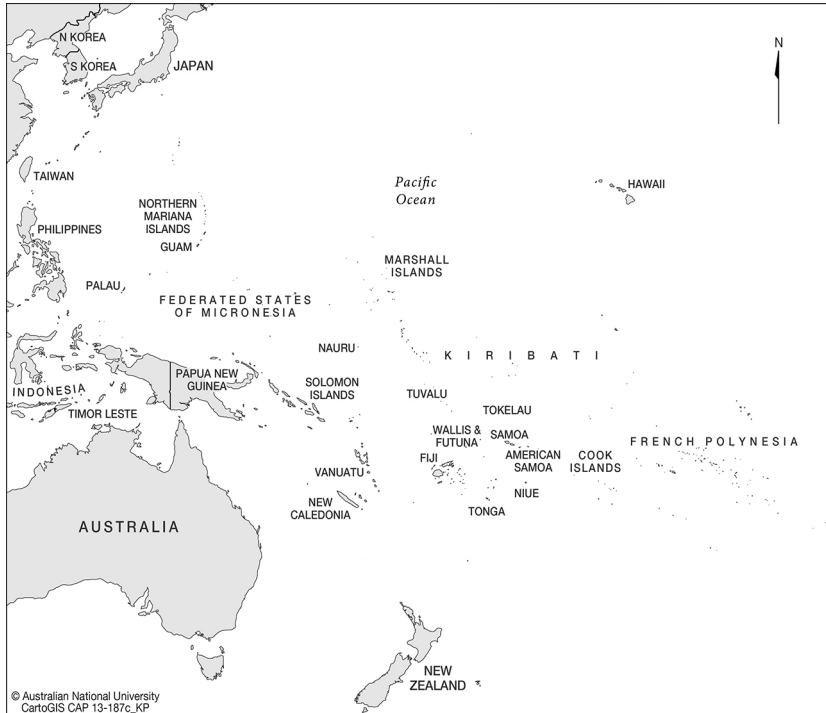 N KOREA
S KOREA
JAPAN
N
TAIWAN
Pacific
Ocean
HAWAII
NORTHERN
MARIANA
ISLANDS
PHILIPPINES
GUAM
MARSHALL
ISLANDS
PALAU
FEDERATED STATES
OF MICRONESIA
NAURU
KIRIBATI
PAPUA NEW
GUINEA
SOLOMON
ISLANDS
INDONESIA
TUVALU
TIMOR LESTE
TOKELAU
WALLIS &
FUTUNA
SAMOA
FRENCH POLYNESIA
FIJI
AMERICAN
SAMOA
COOK
ISLANDS
VANUATU
NIUE
NEW
CALEDONIA
TONGA
AUSTRALIA
NEW
ZEALAND
© Australian National University
CartoGIS CAP 13-187c_KP